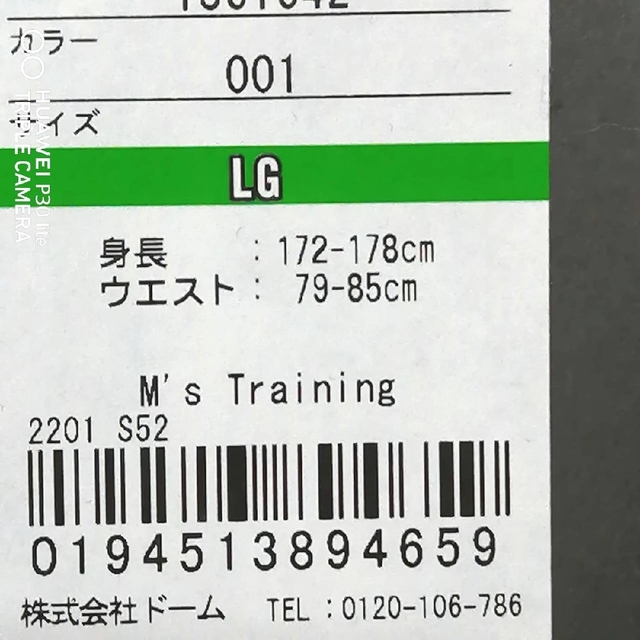 カラー
001
サイズ
LG
身長 : 172-178cm
ウエスト : 79-85cm
M's Training
2201 S52
0194513894659
株式会社ドーム TEL:0120-106-786
HUAWEI P30 lite
TRIPLE CAMERA